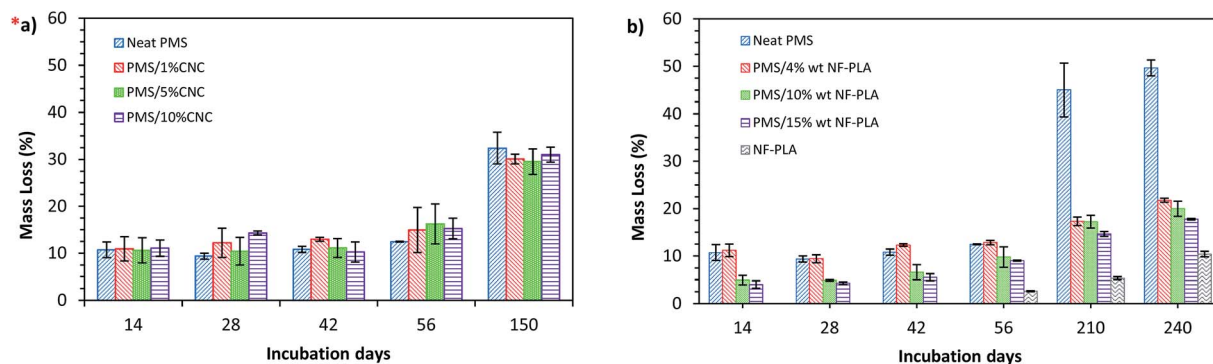 *a)
60
50
40
30
20
10
0
Mass Loss (%)
Neat PMS
PMS/1%CNC
PMS/5%CNC
PMS/10%CNC
14 28 42 56 150
Incubation days
b)
60
50
40
30
20
10
0
Mass Loss (%)
Neat PMS
PMS/4% wt NF-PLA
PMS/10% wt NF-PLA
PMS/15% wt NF-PLA
NF-PLA
14 28 42 56 210 240
Incubation days